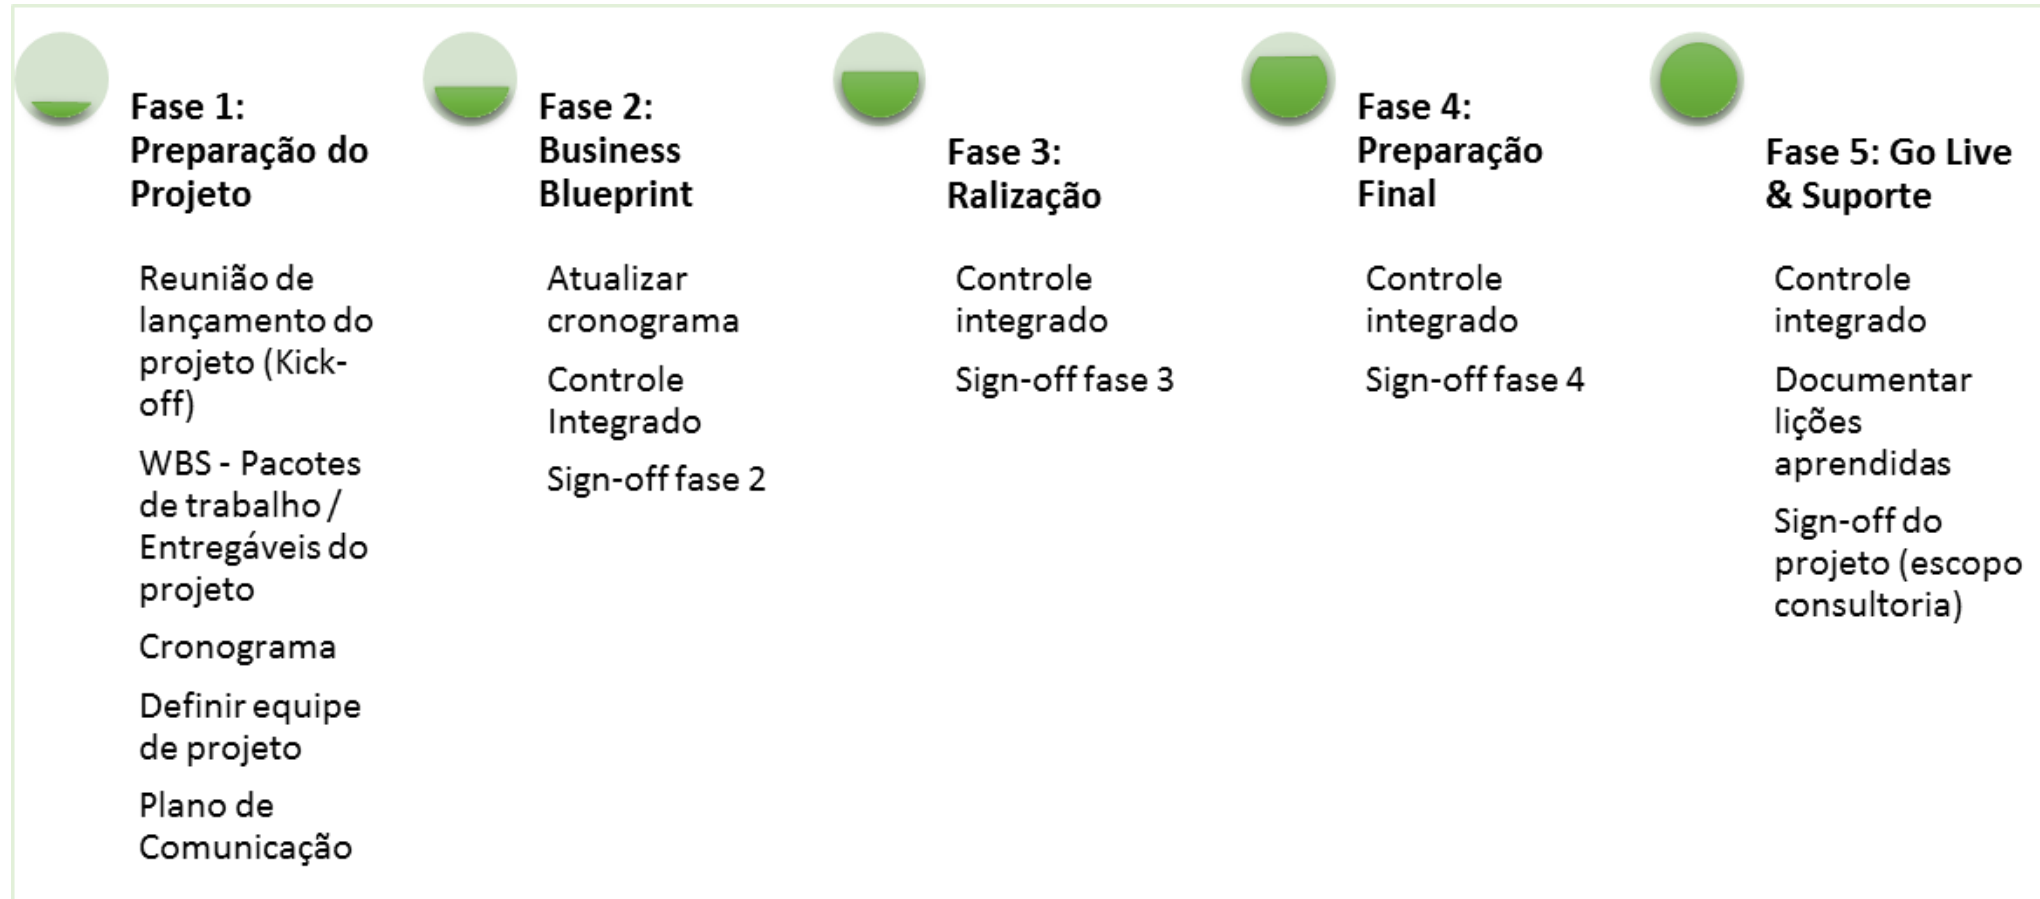 Fase 1:
Preparação do
Projeto
Reunião de
lançamento do
projeto (Kick-
off)
WBS - Pacotes
de trabalho /
Entregáveis do
projeto
Cronograma
Definir equipe
de projeto
Plano de
Comunicação
Fase 2:
Business
Blueprint
Atualizar
cronograma
Controle
Integrado
Sign-off fase 2
Fase 3:
Ralização
Controle
integrado
Sign-off fase 3
Fase 4:
Preparação
Final
Controle
integrado
Sign-off fase 4
Fase 5: Go Live
& Suporte
Controle
integrado
Documentar
lições
aprendidas
Sign-off do
projeto (escopo
consultoria)